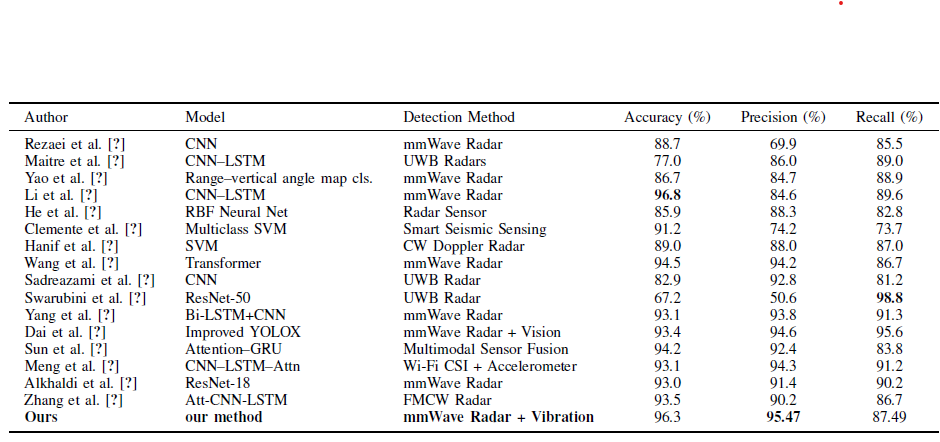 Author Model Detection Method Accuracy (%) Precision (%) Recall (%)
Rezaei et al. [?] CNN mmWave Radar 88.7 69.9 85.5
Maitre et al. [?] CNN–LSTM UWB Radars 77.0 86.0 89.0
Yao et al. [?] Range–vertical angle map cls. mmWave Radar 86.7 84.7 88.9
Li et al. [?] CNN–LSTM mmWave Radar 96.8 84.6 89.6
He et al. [?] RBF Neural Net Radar Sensor 85.9 88.3 82.8
Clemente et al. [?] Multiclass SVM Smart Seismic Sensing 91.2 74.2 73.7
Hanif et al. [?] SVM CW Doppler Radar 89.0 88.0 87.0
Wang et al. [?] Transformer mmWave Radar 94.5 94.2 86.7
Sadreazami et al. [?] CNN UWB Radar 82.9 92.8 81.2
Swarubini et al. [?] ResNet-50 UWB Radar 67.2 50.6 98.8
Yang et al. [?] Bi-LSTM+CNN mmWave Radar 93.1 93.8 91.3
Dai et al. [?] Improved YOLOX mmWave Radar + Vision 93.4 94.6 95.6
Sun et al. [?] Attention–GRU Multimodal Sensor Fusion 94.2 92.4 83.8
Meng et al. [?] CNN–LSTM–Attn Wi-Fi CSI + Accelerometer 93.1 94.3 91.2
Alkhaldi et al. [?] ResNet-18 mmWave Radar 93.0 91.4 90.2
Zhang et al. [?] Att-CNN-LSTM FMCW Radar 93.5 90.2 86.7
Ours our method mmWave Radar + Vibration 96.3 95.47 87.49